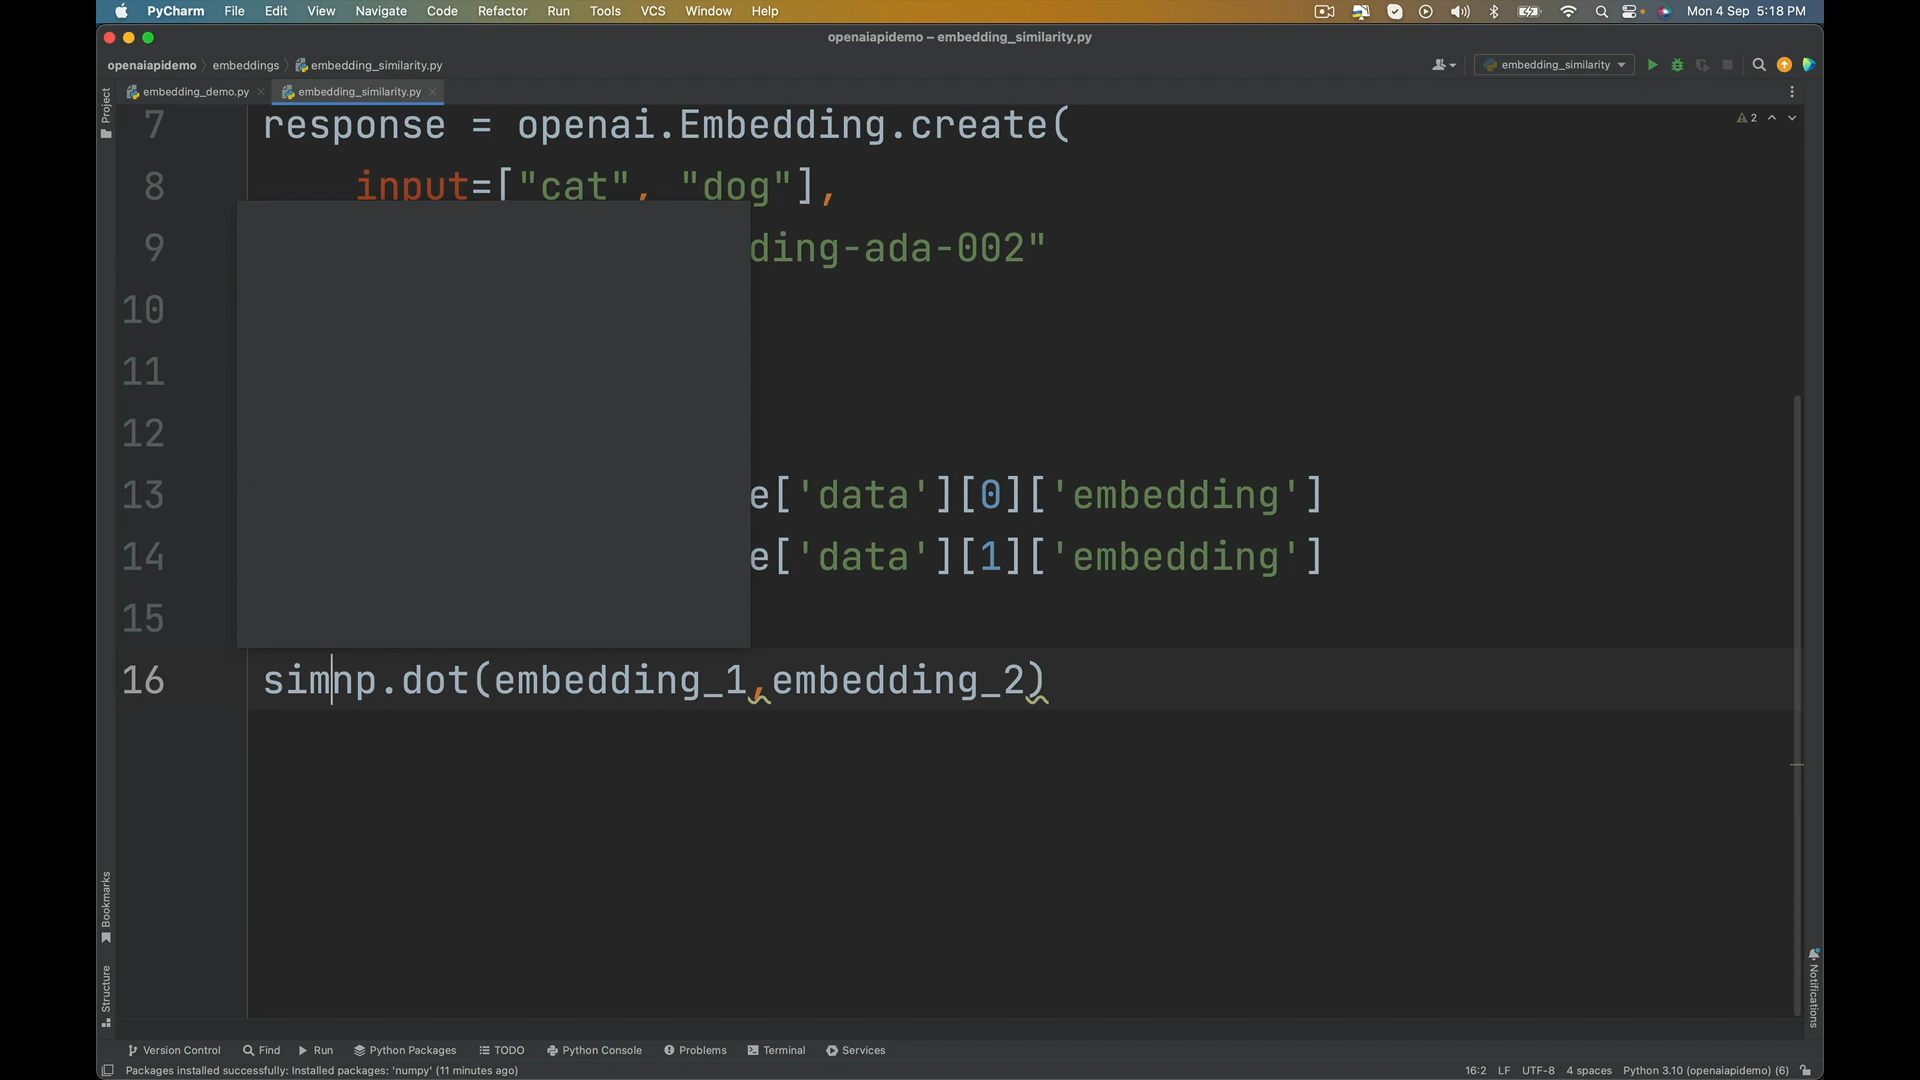 PyCharm File Edit View Navigate Code Refactor Run Tools VCS Window Help Mon 4 Sep 5:18 PM
openaiapidemo – embedding_similarity.py
openaiapidemo embeddings embedding_similarity.py embedding_similarity
embedding_demo.py embedding_similarity.py
Project
7 response = openai.Embedding.create(
2
8 input=["cat", "dog"],
9 ding-ada-002"
10
11
12
13 e['data'][0]['embedding']
14 e['data'][1]['embedding']
15
16 simnp.dot(embedding_1,embedding_2)
Bookmarks
Structure
Notifications
Version Control Find Run Python Packages TODO Python Console Problems Terminal Services
Packages installed successfully: Installed packages: 'numpy' (11 minutes ago) 16:2 LF UTF-8 4 spaces Python 3.10 (openaiapidemo) (6)